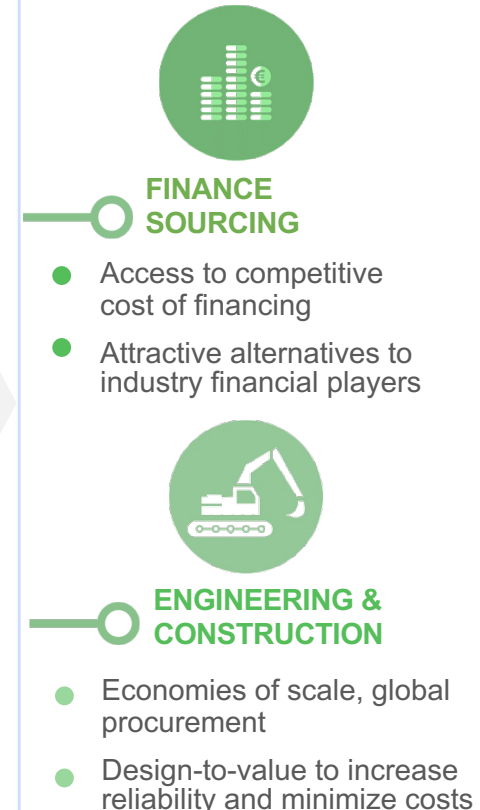 FINANCE
SOURCING
Access to competitive
cost of financing
Attractive alternatives to
industry financial players
ENGINEERING &
CONSTRUCTION
Economies of scale, global
procurement
Design-to-value to increase
reliability and minimize costs